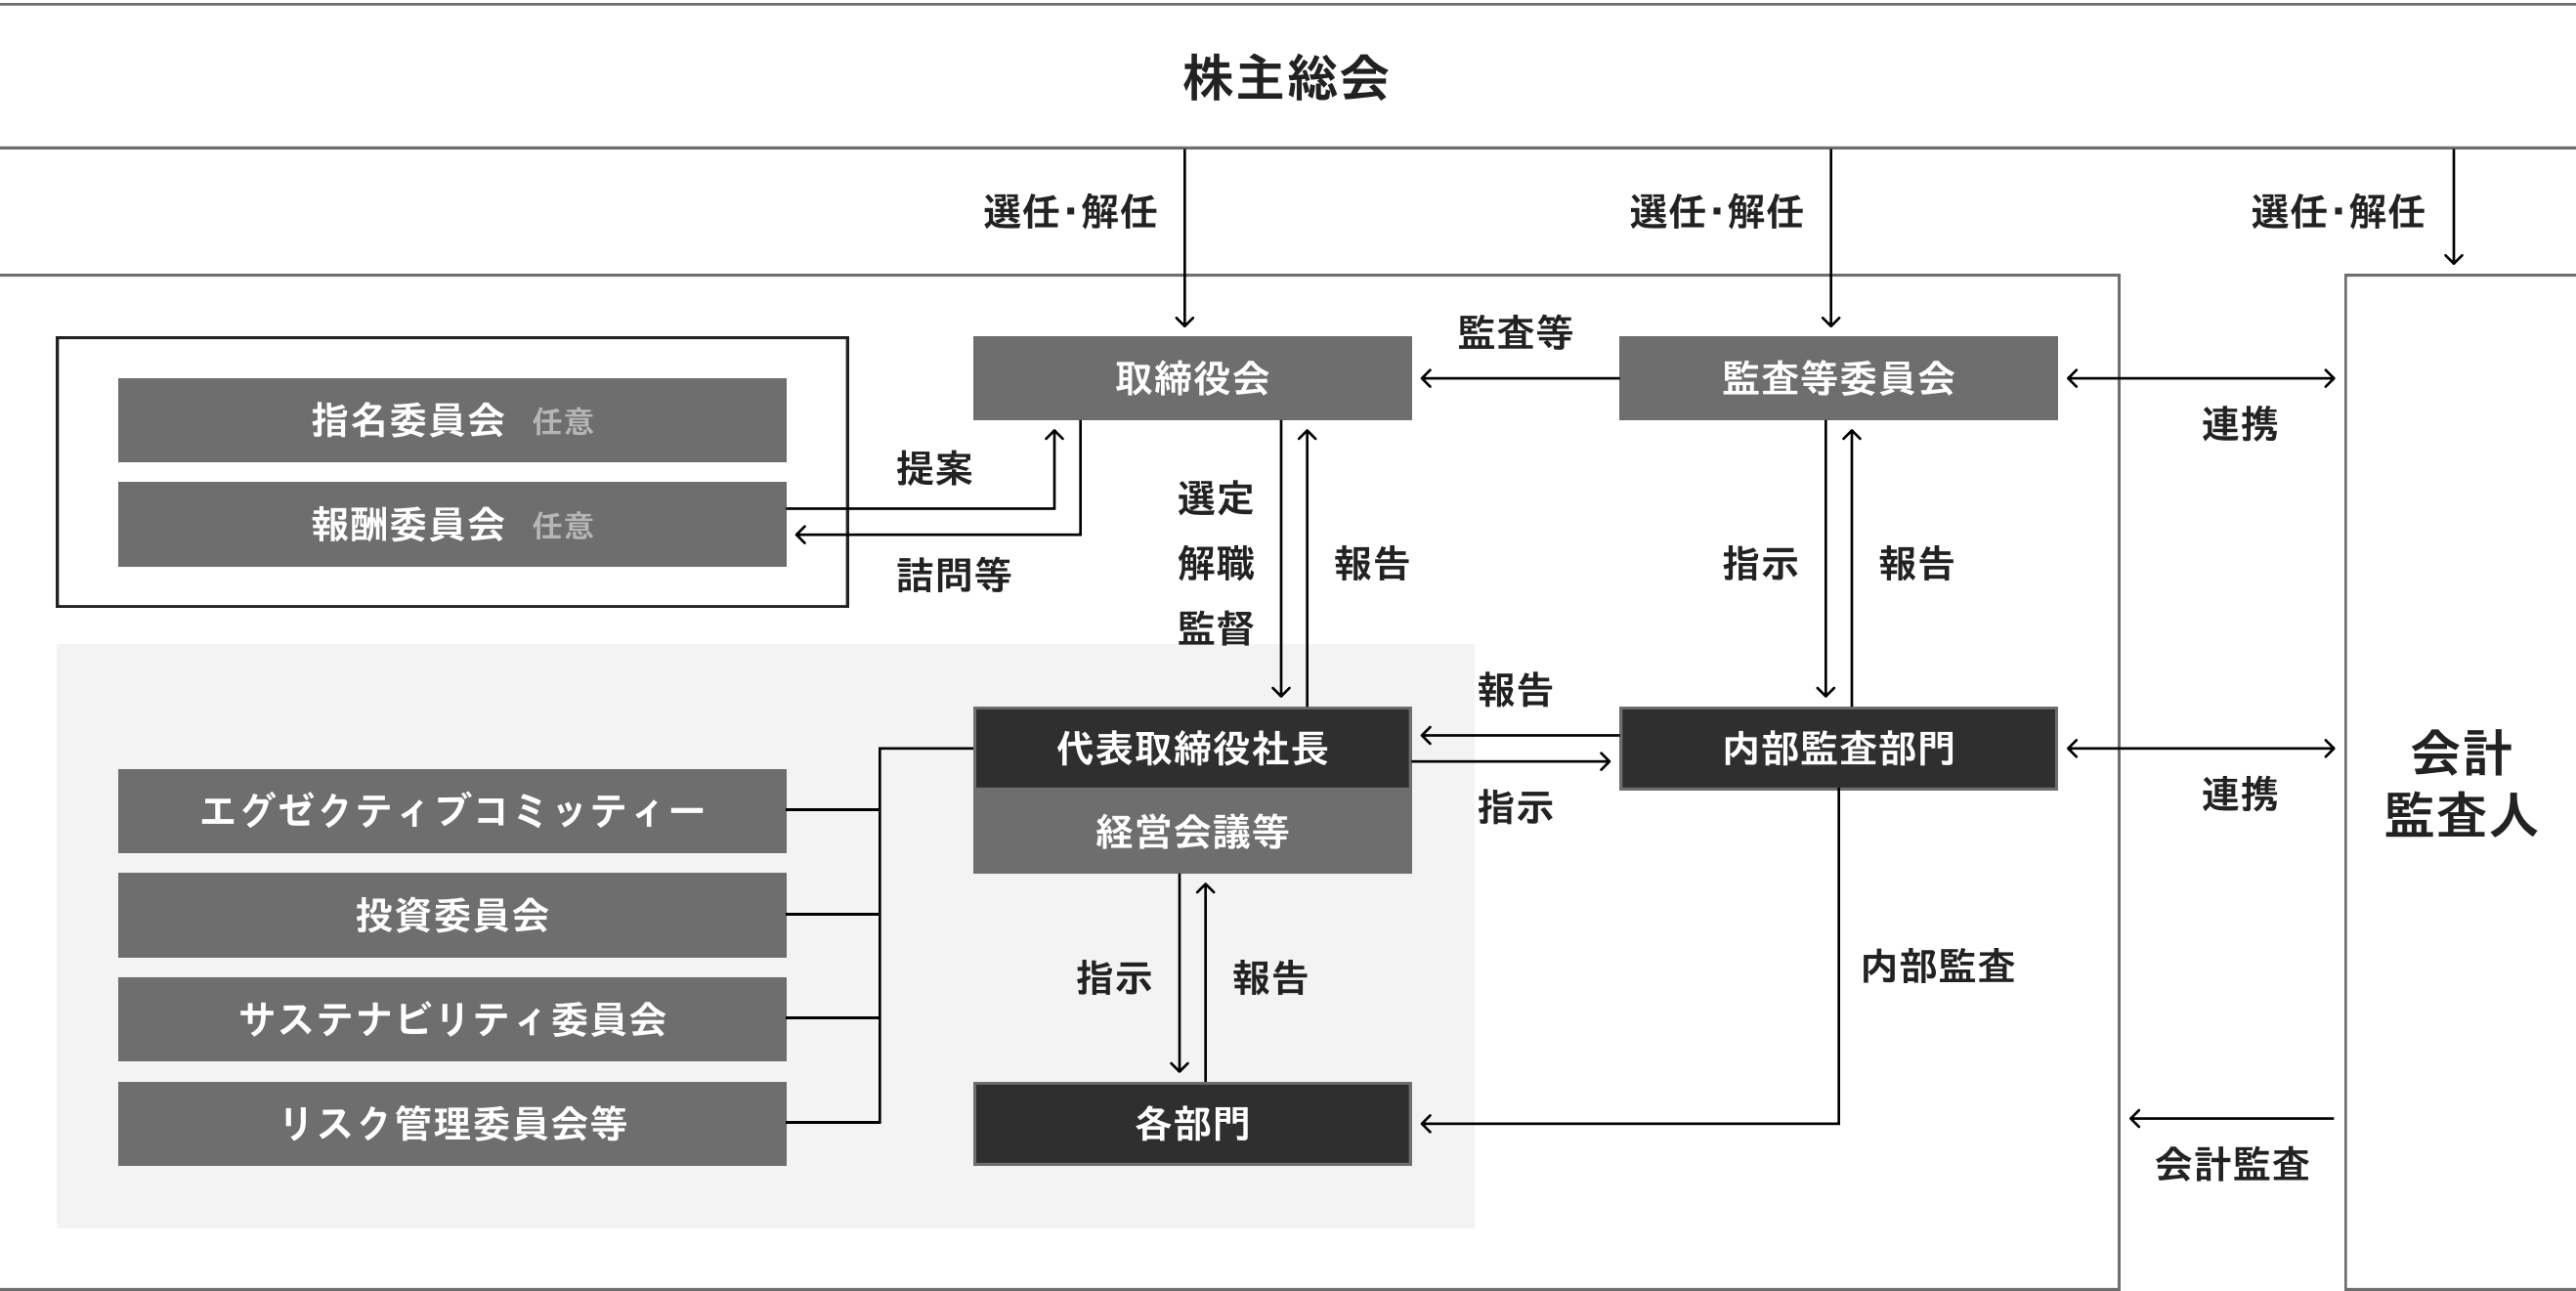 株主総会
選任・解任
選任・解任
選任・解任
取締役会
監査等
監査等委員会
連携
指名委員会 任意
報酬委員会 任意
提案
詰問等
選定
解職
監督
報告
指示
報告
代表取締役社長
経営会議等
報告
指示
内部監査部門
連携
会計
監査人
エグゼクティブコミッティー
投資委員会
サステナビリティ委員会
リスク管理委員会等
指示
報告
内部監査
各部門
会計監査